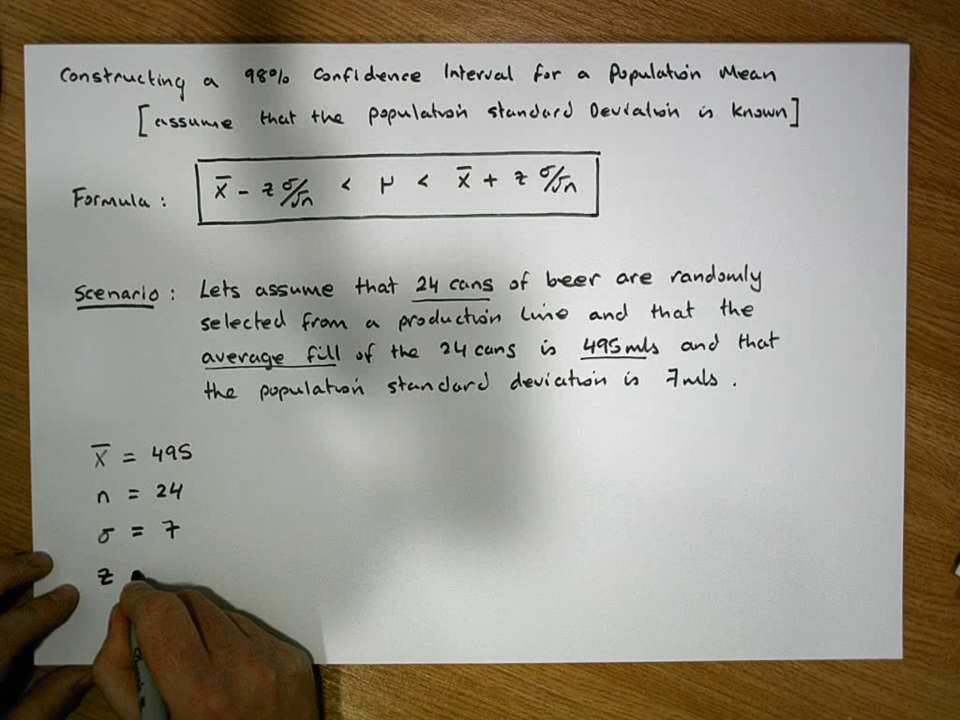 Constructing a 98% Confidence Interval for a Population Mean
[assume that the population standard Deviation is known]
Formula : x̄ - z σ/√n < μ < x̄ + z σ/√n
Scenario : Lets assume that 24 cans of beer are randomly
selected from a production line and that the
average fill of the 24 cans is 495mls and that
the population standard deviation is 7mls .
x̄ = 495
n = 24
σ = 7
z